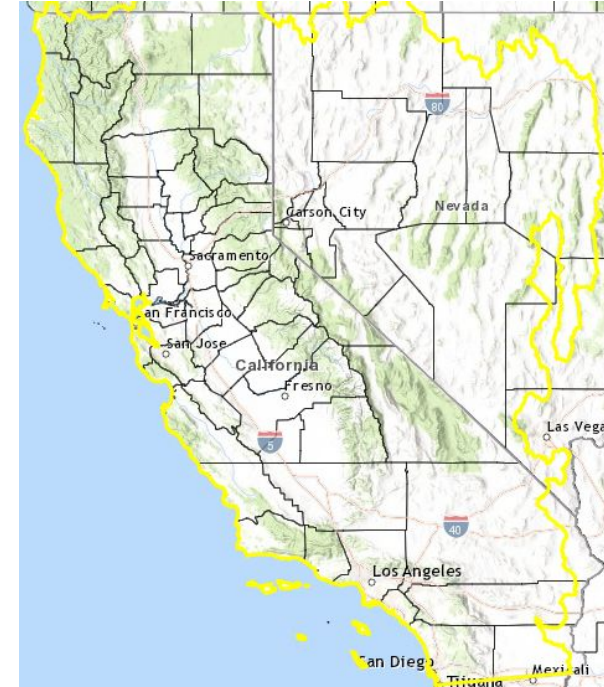 80
Carson City
Nevada
Sacramento
an Francisco
San Jose
California
Fresno
5
Las Vega
40
Los Angeles
San Diego
Tijuana
Mexicali